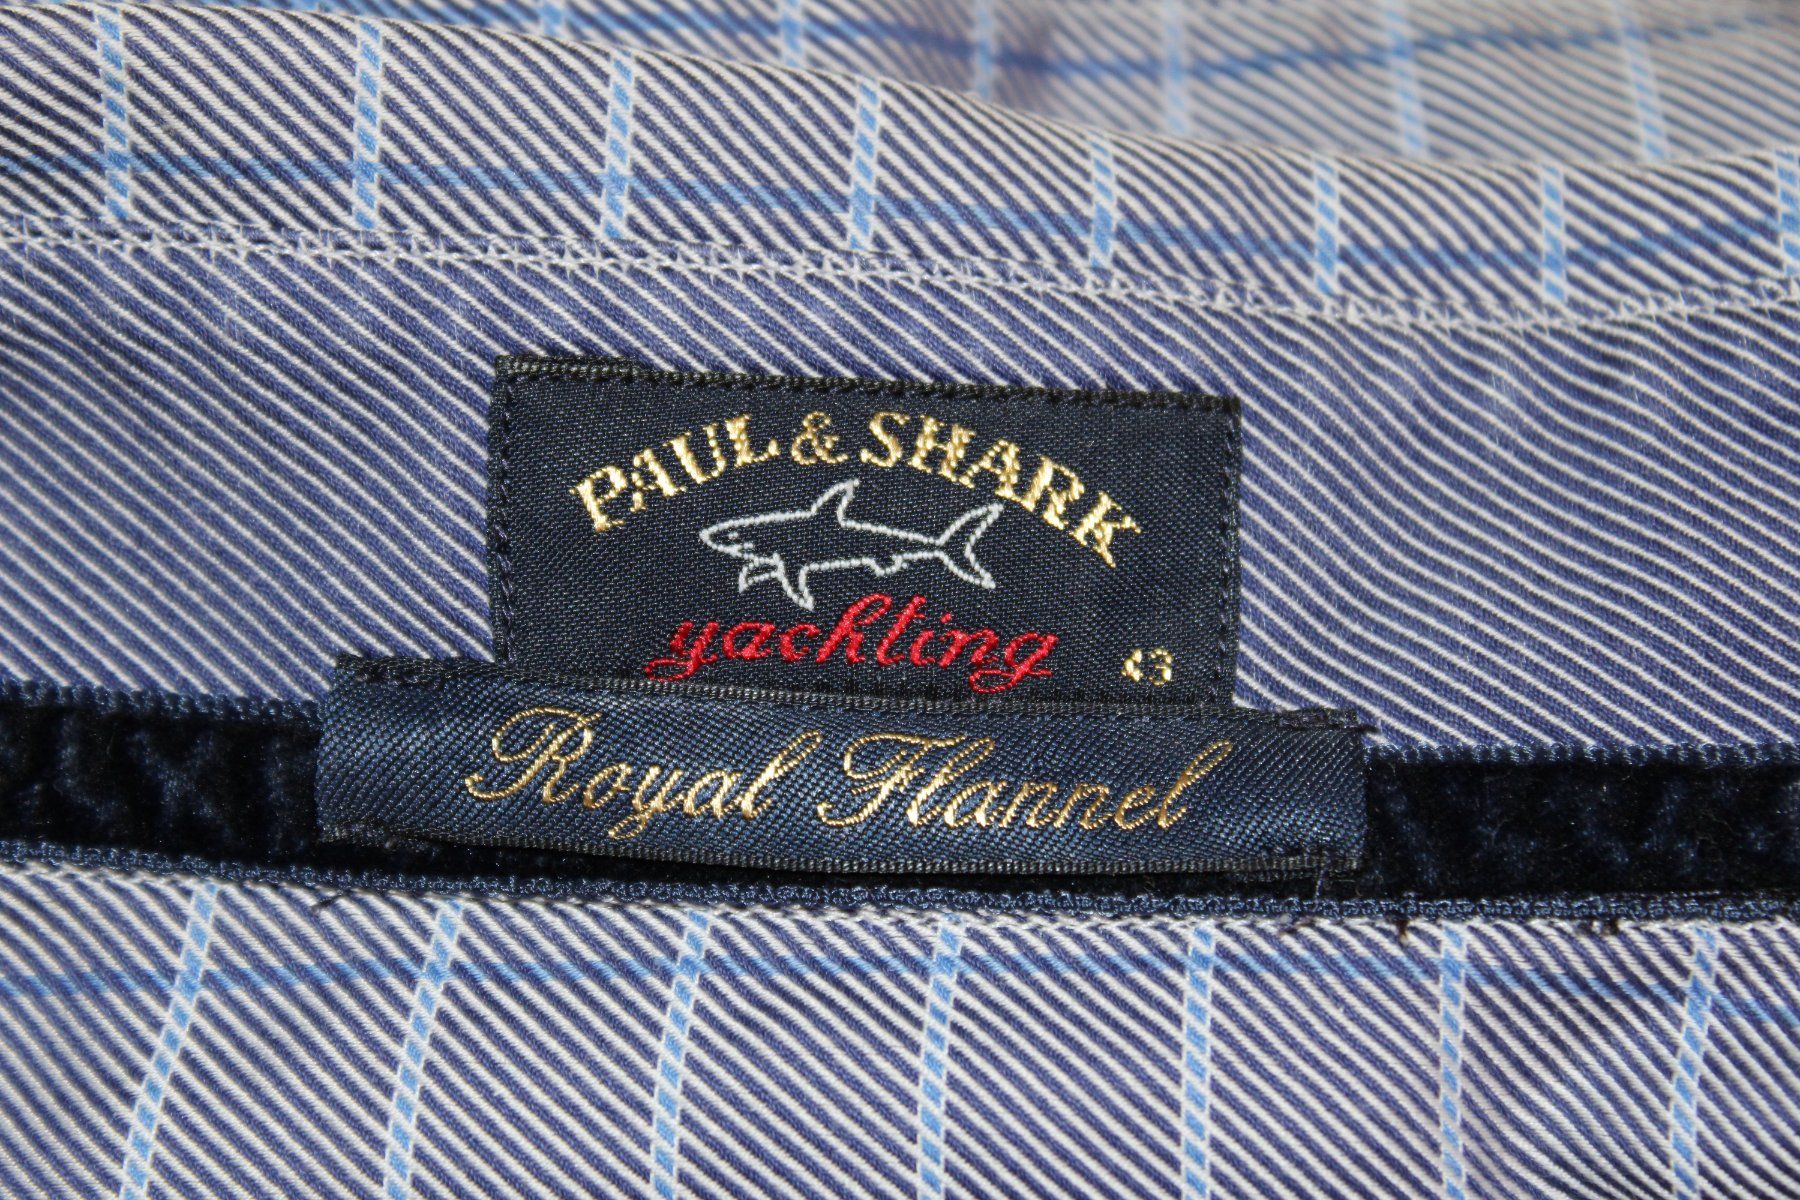 PAUL & SHARK
yachting 43
Royal Flannel